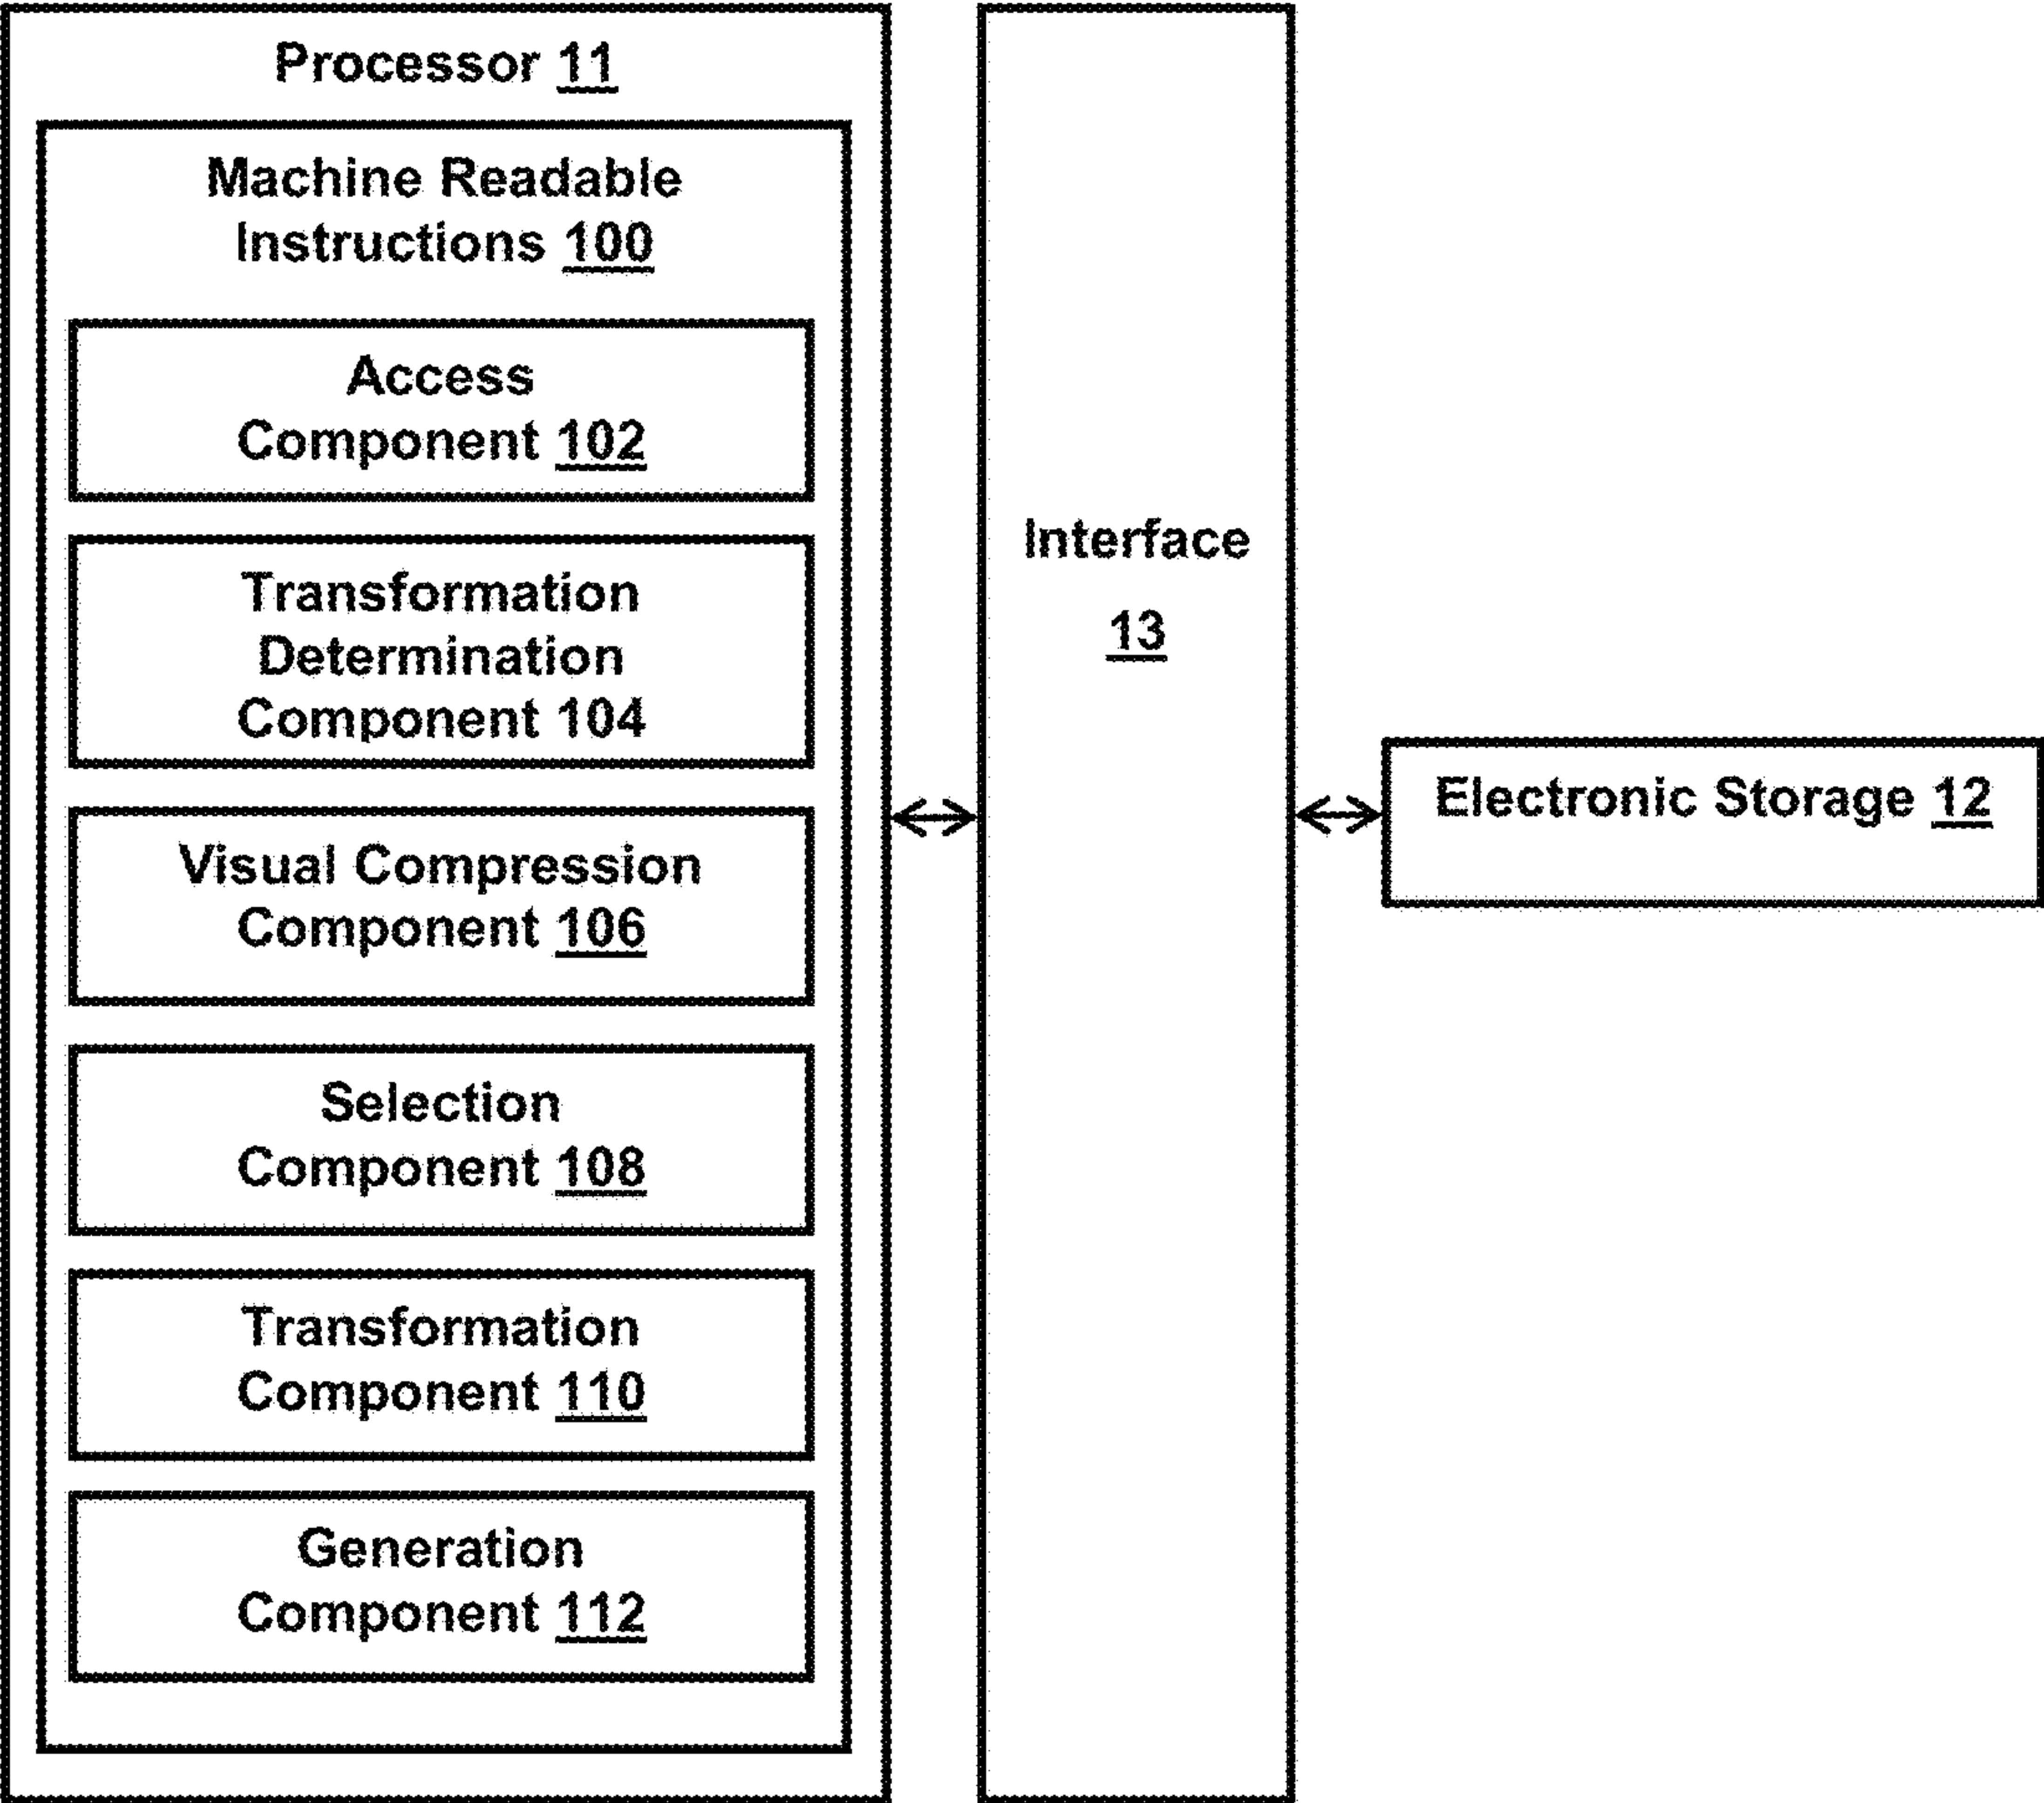 Processor 11
Machine Readable
Instructions 100
Access
Component 102
Transformation
Determination
Component 104
Visual Compression
Component 106
Selection
Component 108
Transformation
Component 110
Generation
Component 112
Interface
13
Electronic Storage 12